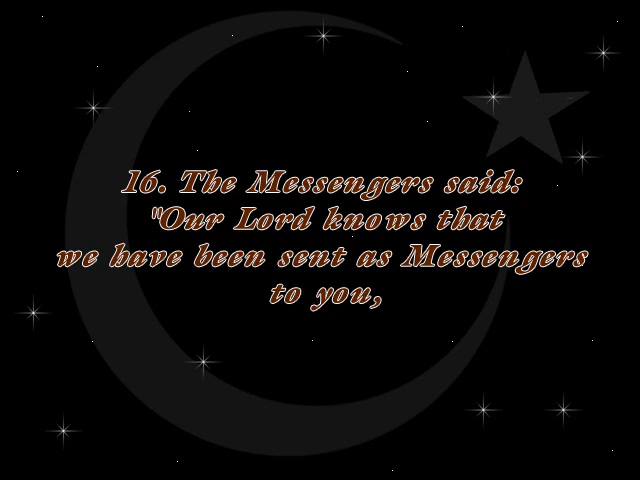 16. The Messengers said:
"Our Lord knows that
we have been sent as Messengers
to you,